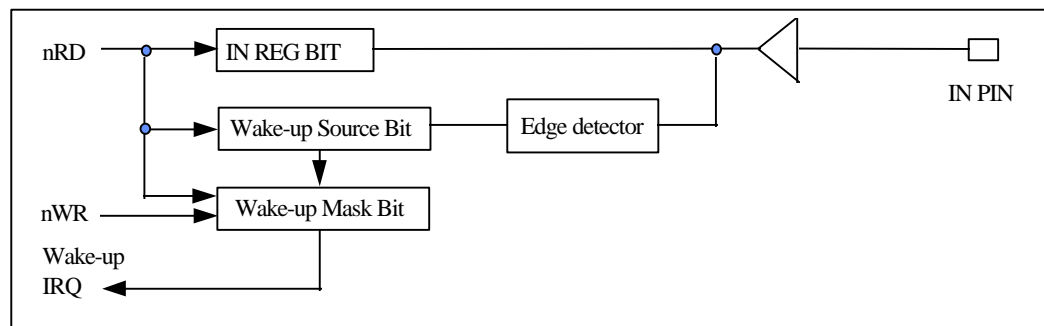 nRD
IN REG BIT
IN PIN
Wake-up Source Bit
Edge detector
Wake-up Mask Bit
nWR
Wake-up
IRQ